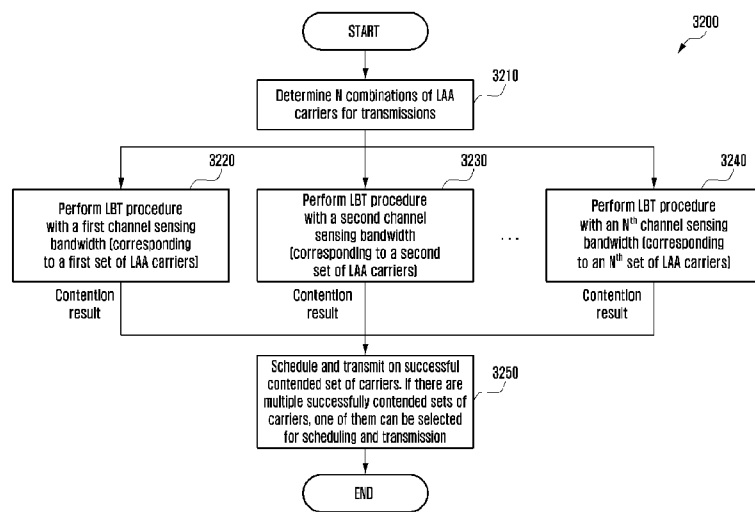 START
3200
3210
Determine N combinations of LAA
carriers for transmissions
3220
3230
3240
Perform LBT procedure
with a first channel sensing
bandwidth (corresponding
to a first set of LAA carriers)
Perform LBT procedure
with a second channel
sensing bandwidth
(corresponding to a second
set of LAA carriers)
...
Perform LBT procedure
with an Nth channel sensing
bandwidth (corresponding
to an Nth set of LAA carriers)
Contention
result
Contention
result
Contention
result
3250
Schedule and transmit on successful
contended set of carriers. If there are
multiple successfully contended sets of
carriers, one of them can be selected
for scheduling and transmission
END